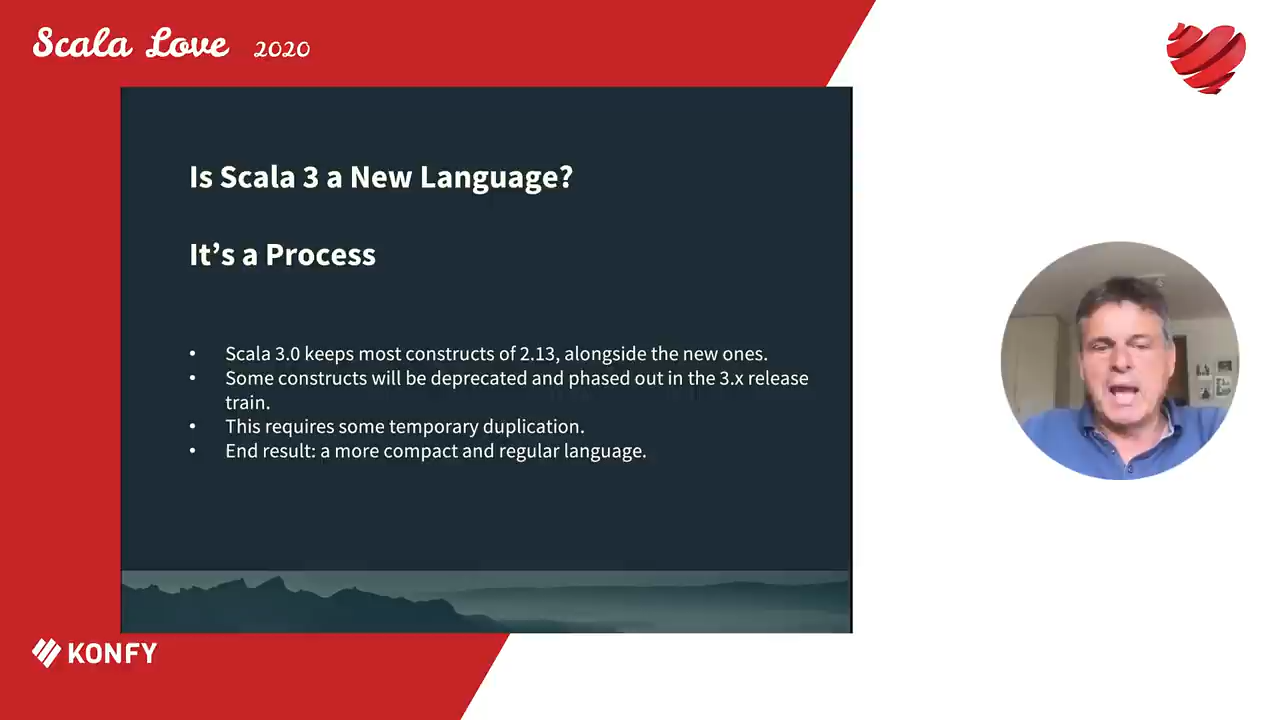 Scala Love 2020
Is Scala 3 a New Language?
It's a Process
• Scala 3.0 keeps most constructs of 2.13, alongside the new ones.
• Some constructs will be deprecated and phased out in the 3.x release
train.
• This requires some temporary duplication.
• End result: a more compact and regular language.
KONFY